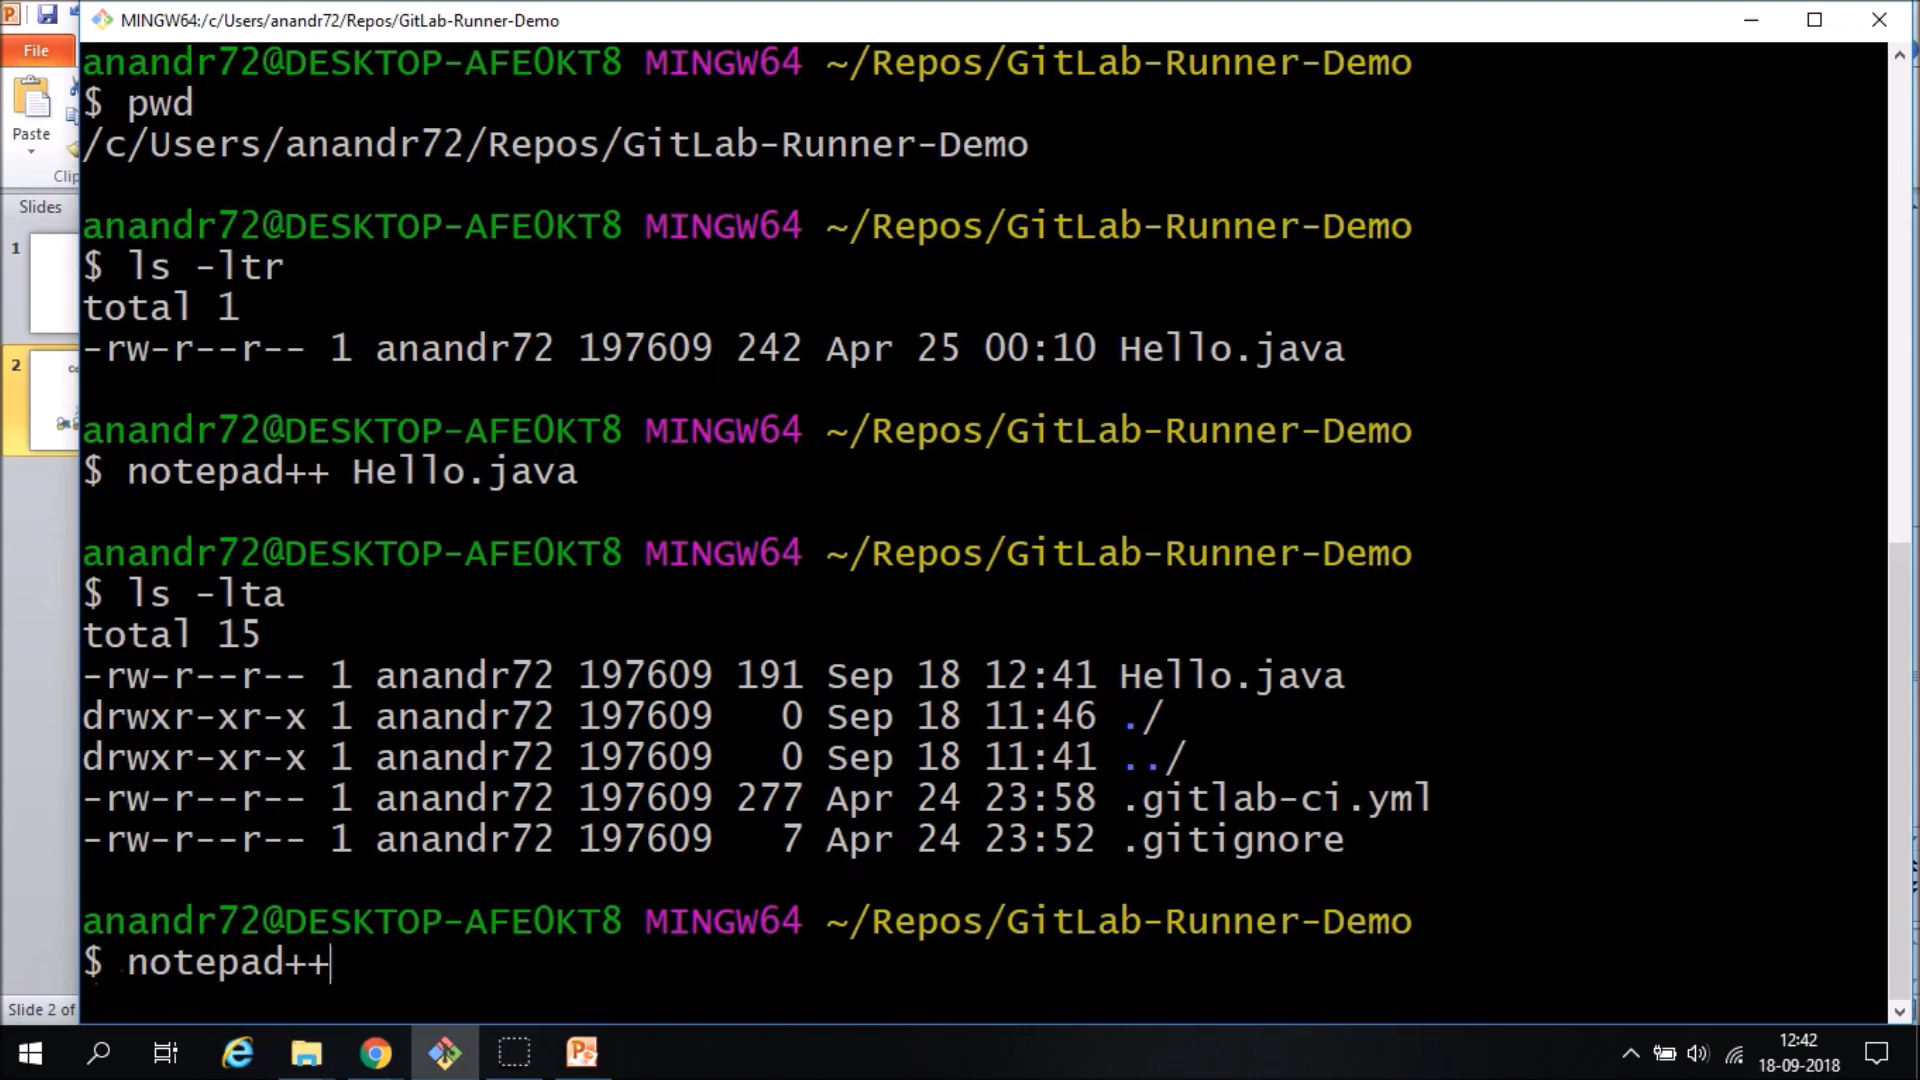 MINGW64:/c/Users/anandr72/Repos/GitLab-Runner-Demo
File
Paste
Slides
1
2
Slide 2 of
anandr72@DESKTOP-AFE0KT8 MINGW64 ~/Repos/GitLab-Runner-Demo
$ pwd
/c/Users/anandr72/Repos/GitLab-Runner-Demo
anandr72@DESKTOP-AFE0KT8 MINGW64 ~/Repos/GitLab-Runner-Demo
$ ls -ltr
total 1
-rw-r--r-- 1 anandr72 197609 242 Apr 25 00:10 Hello.java
anandr72@DESKTOP-AFE0KT8 MINGW64 ~/Repos/GitLab-Runner-Demo
$ notepad++ Hello.java
anandr72@DESKTOP-AFE0KT8 MINGW64 ~/Repos/GitLab-Runner-Demo
$ ls -lta
total 15
-rw-r--r-- 1 anandr72 197609 191 Sep 18 12:41 Hello.java
drwxr-xr-x 1 anandr72 197609   0 Sep 18 11:46 ./
drwxr-xr-x 1 anandr72 197609   0 Sep 18 11:41 ../
-rw-r--r-- 1 anandr72 197609 277 Apr 24 23:58 .gitlab-ci.yml
-rw-r--r-- 1 anandr72 197609   7 Apr 24 23:52 .gitignore
anandr72@DESKTOP-AFE0KT8 MINGW64 ~/Repos/GitLab-Runner-Demo
$ notepad++
12:42
18-09-2018